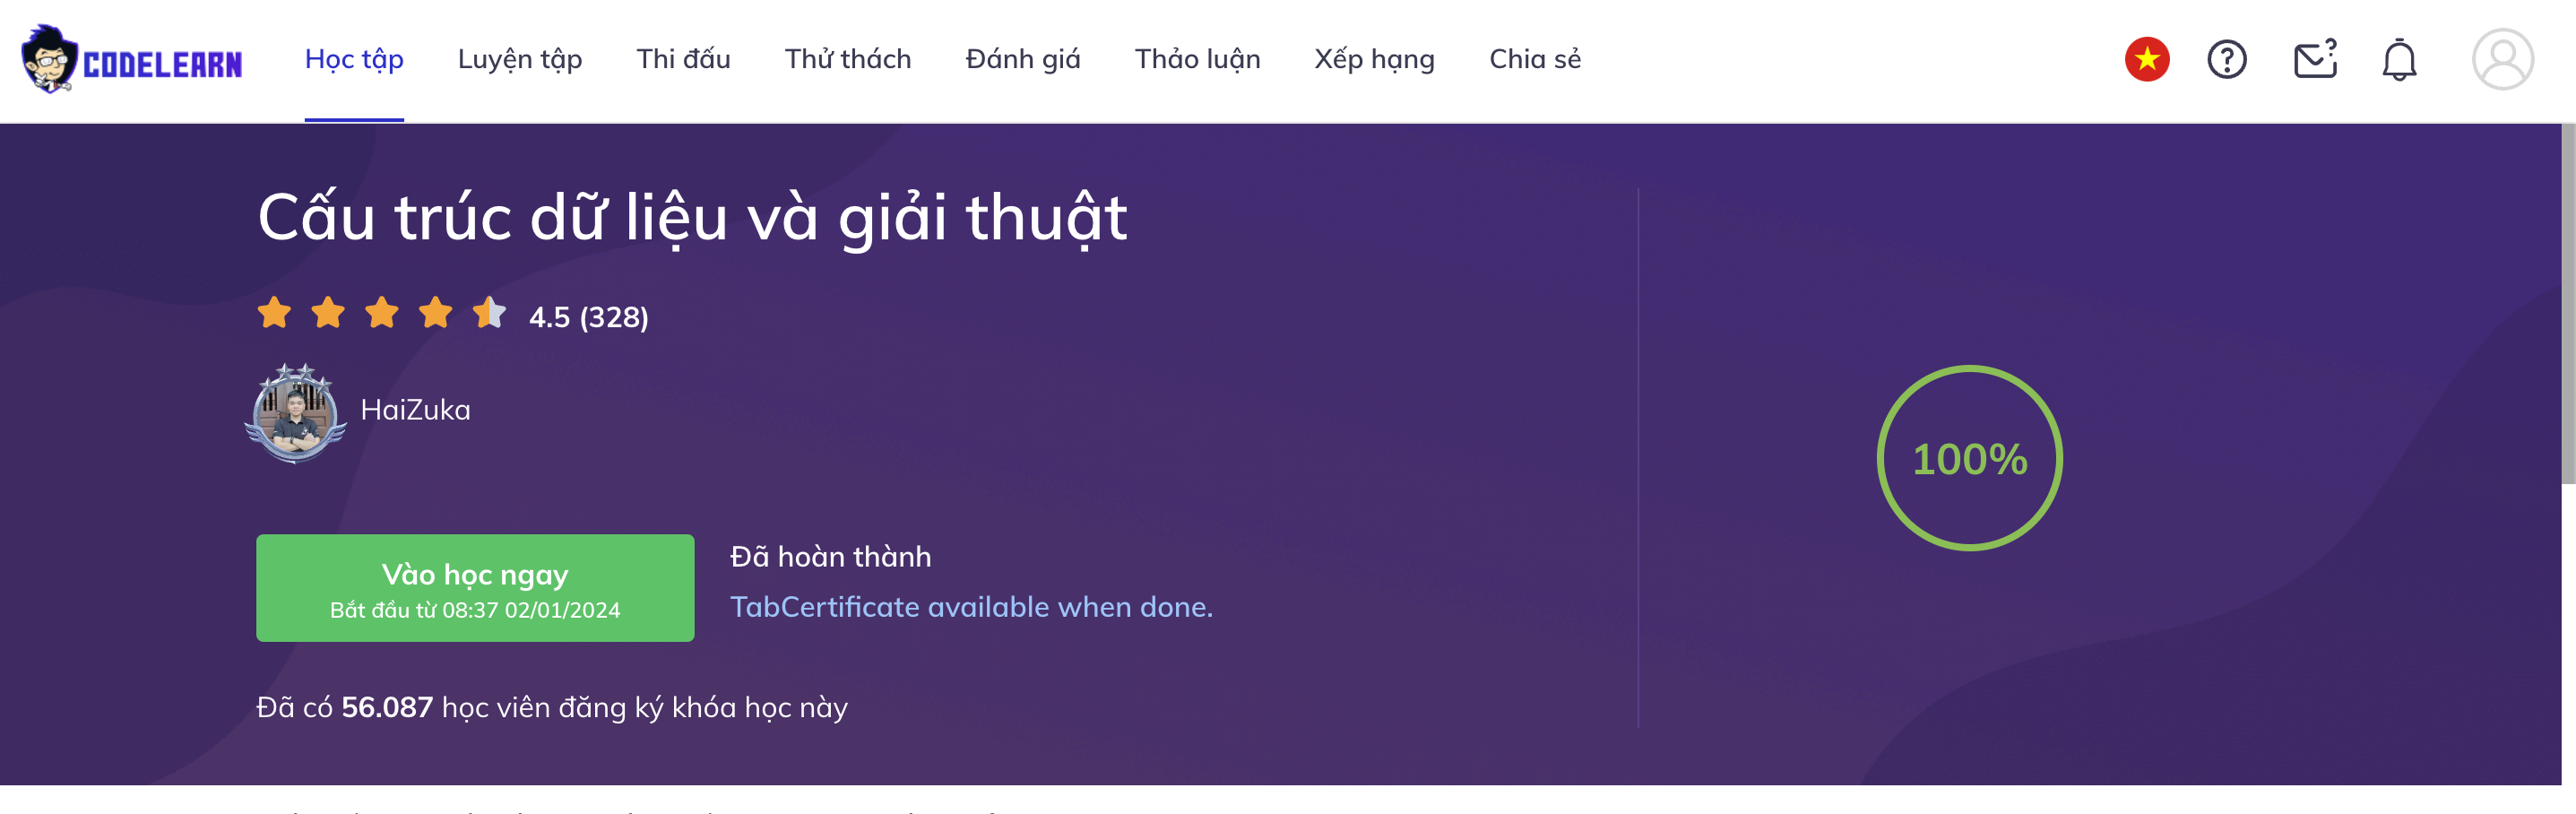 CODELEARN
Học tập Luyện tập Thi đấu Thử thách Đánh giá Thảo luận Xếp hạng Chia sẻ
Cấu trúc dữ liệu và giải thuật
4.5 (328)
HaiZuka
100%
Vào học ngay
Bắt đầu từ 08:37 02/01/2024
Đã hoàn thành
TabCertificate available when done.
Đã có 56.087 học viên đăng ký khóa học này